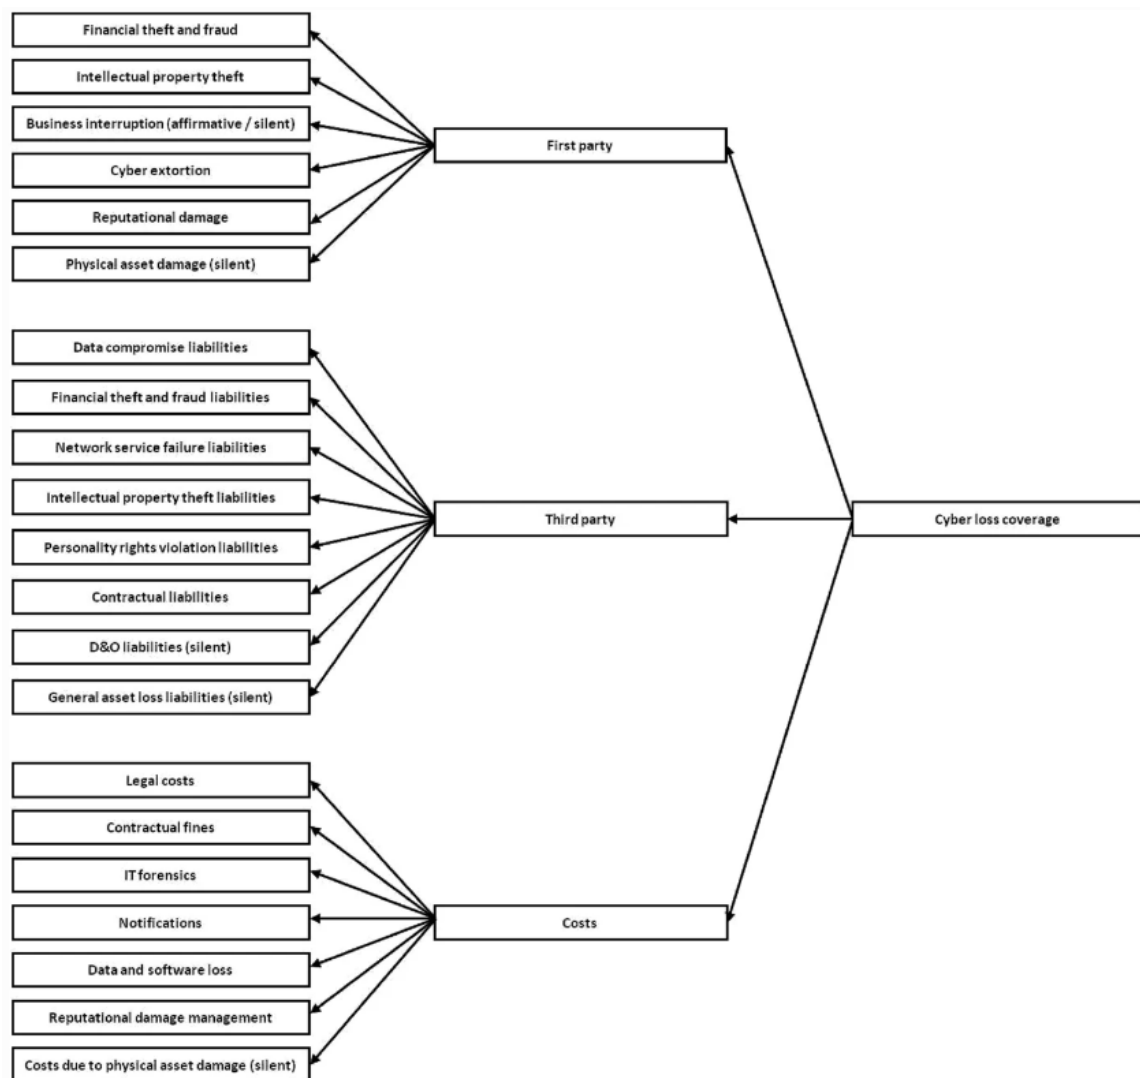 Financial theft and fraud
Intellectual property theft
Business interruption (affirmative / silent)
Cyber extortion
Reputational damage
Physical asset damage (silent)
First party
Data compromise liabilities
Financial theft and fraud liabilities
Network service failure liabilities
Intellectual property theft liabilities
Personality rights violation liabilities
Contractual liabilities
D&O liabilities (silent)
General asset loss liabilities (silent)
Third party
Cyber loss coverage
Legal costs
Contractual fines
IT forensics
Notifications
Data and software loss
Reputational damage management
Costs due to physical asset damage (silent)
Costs